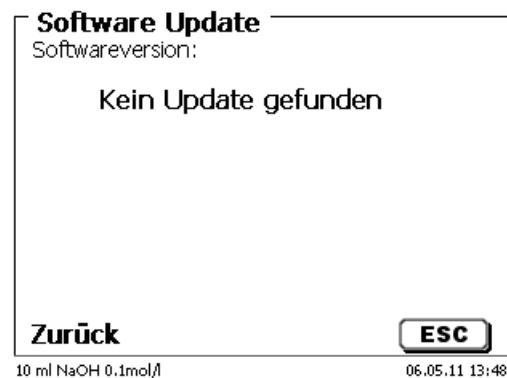 Software Update
Softwareversion:
Kein Update gefunden
Zurück
ESC
10 ml NaOH 0.1mol/l
06.05.11 13:48